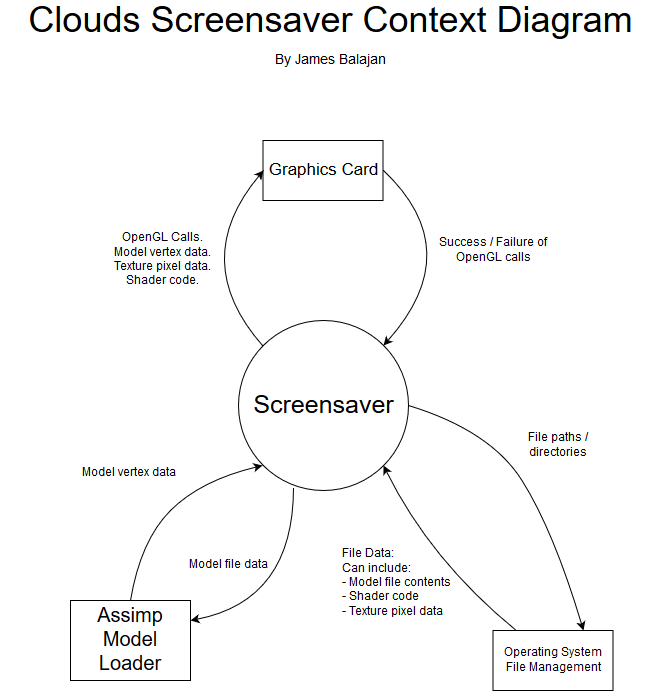 Clouds Screensaver Context Diagram
By James Balajan
Graphics Card
OpenGL Calls.
Model vertex data.
Texture pixel data.
Shader code.
Success / Failure of
OpenGL calls
Screensaver
File paths /
directories
Model vertex data
Model file data
File Data:
Can include:
- Model file contents
- Shader code
- Texture pixel data
Assimp
Model
Loader
Operating System
File Management